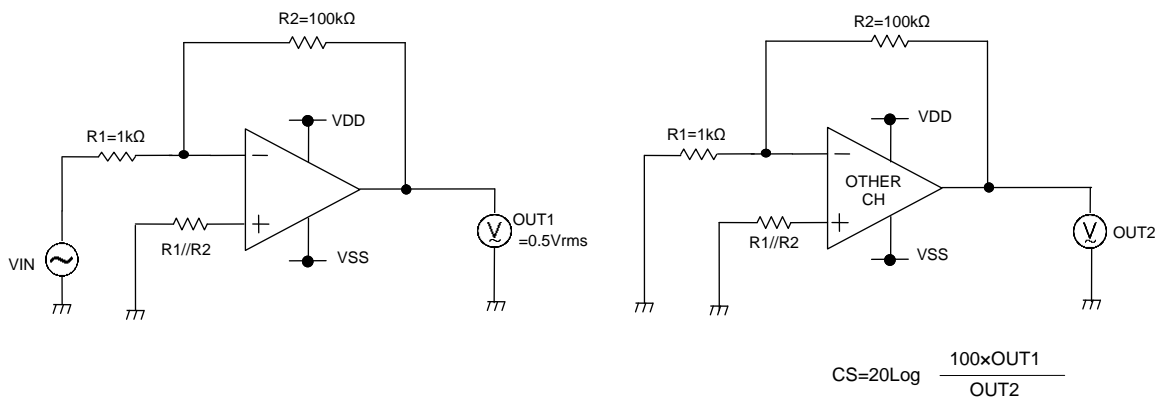 R2=100kΩ
VDD
R1=1kΩ
−
+
R1//R2
VSS
VIN
OUT1
=0.5Vrms
V
R2=100kΩ
VDD
R1=1kΩ
−
OTHER
CH
+
R1//R2
VSS
V
OUT2
CS=20Log 100×OUT1
OUT2